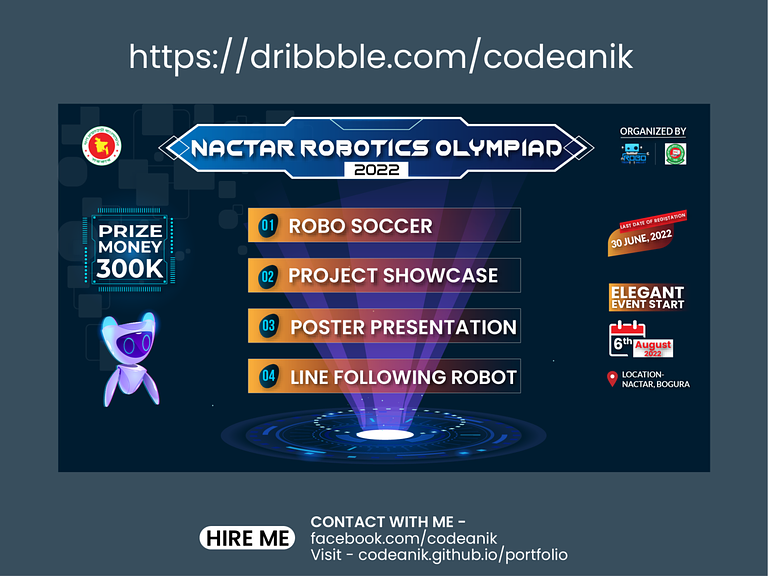 https://dribbble.com/codeanik
NACTAR ROBOTICS OLYMPIAD
2022
ORGANIZED BY
ROBO
PRIZE
MONEY
300K
01 ROBO SOCCER
02 PROJECT SHOWCASE
03 POSTER PRESENTATION
04 LINE FOLLOWING ROBOT
LAST DATE OF REGISTATION
30 JUNE, 2022
ELEGANT
EVENT START
6th August
2022
LOCATION-
NACTAR, BOGURA
HIRE ME
CONTACT WITH ME -
facebook.com/codeanik
Visit - codeanik.github.io/portfolio